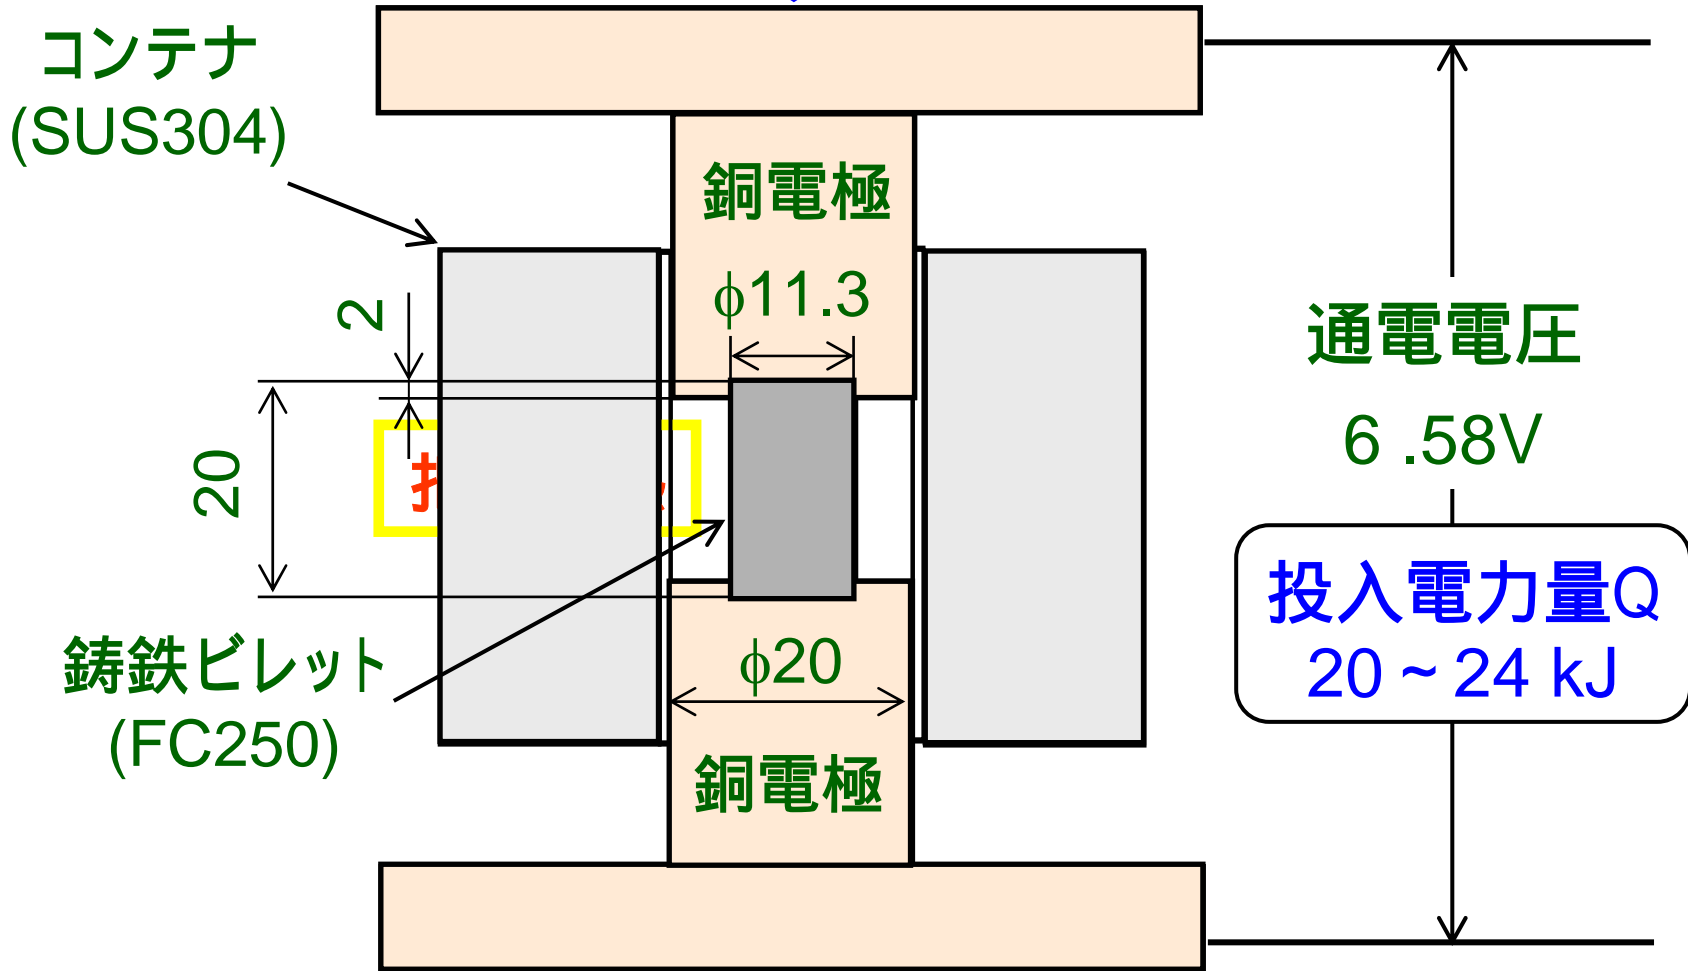 コンテナ
(SUS304)
銅電極
φ11.3
2
20
通電電圧
6 .58V
投入電力量Q
20 ~ 24 kJ
鋳鉄ビレット
(FC250)
φ20
銅電極